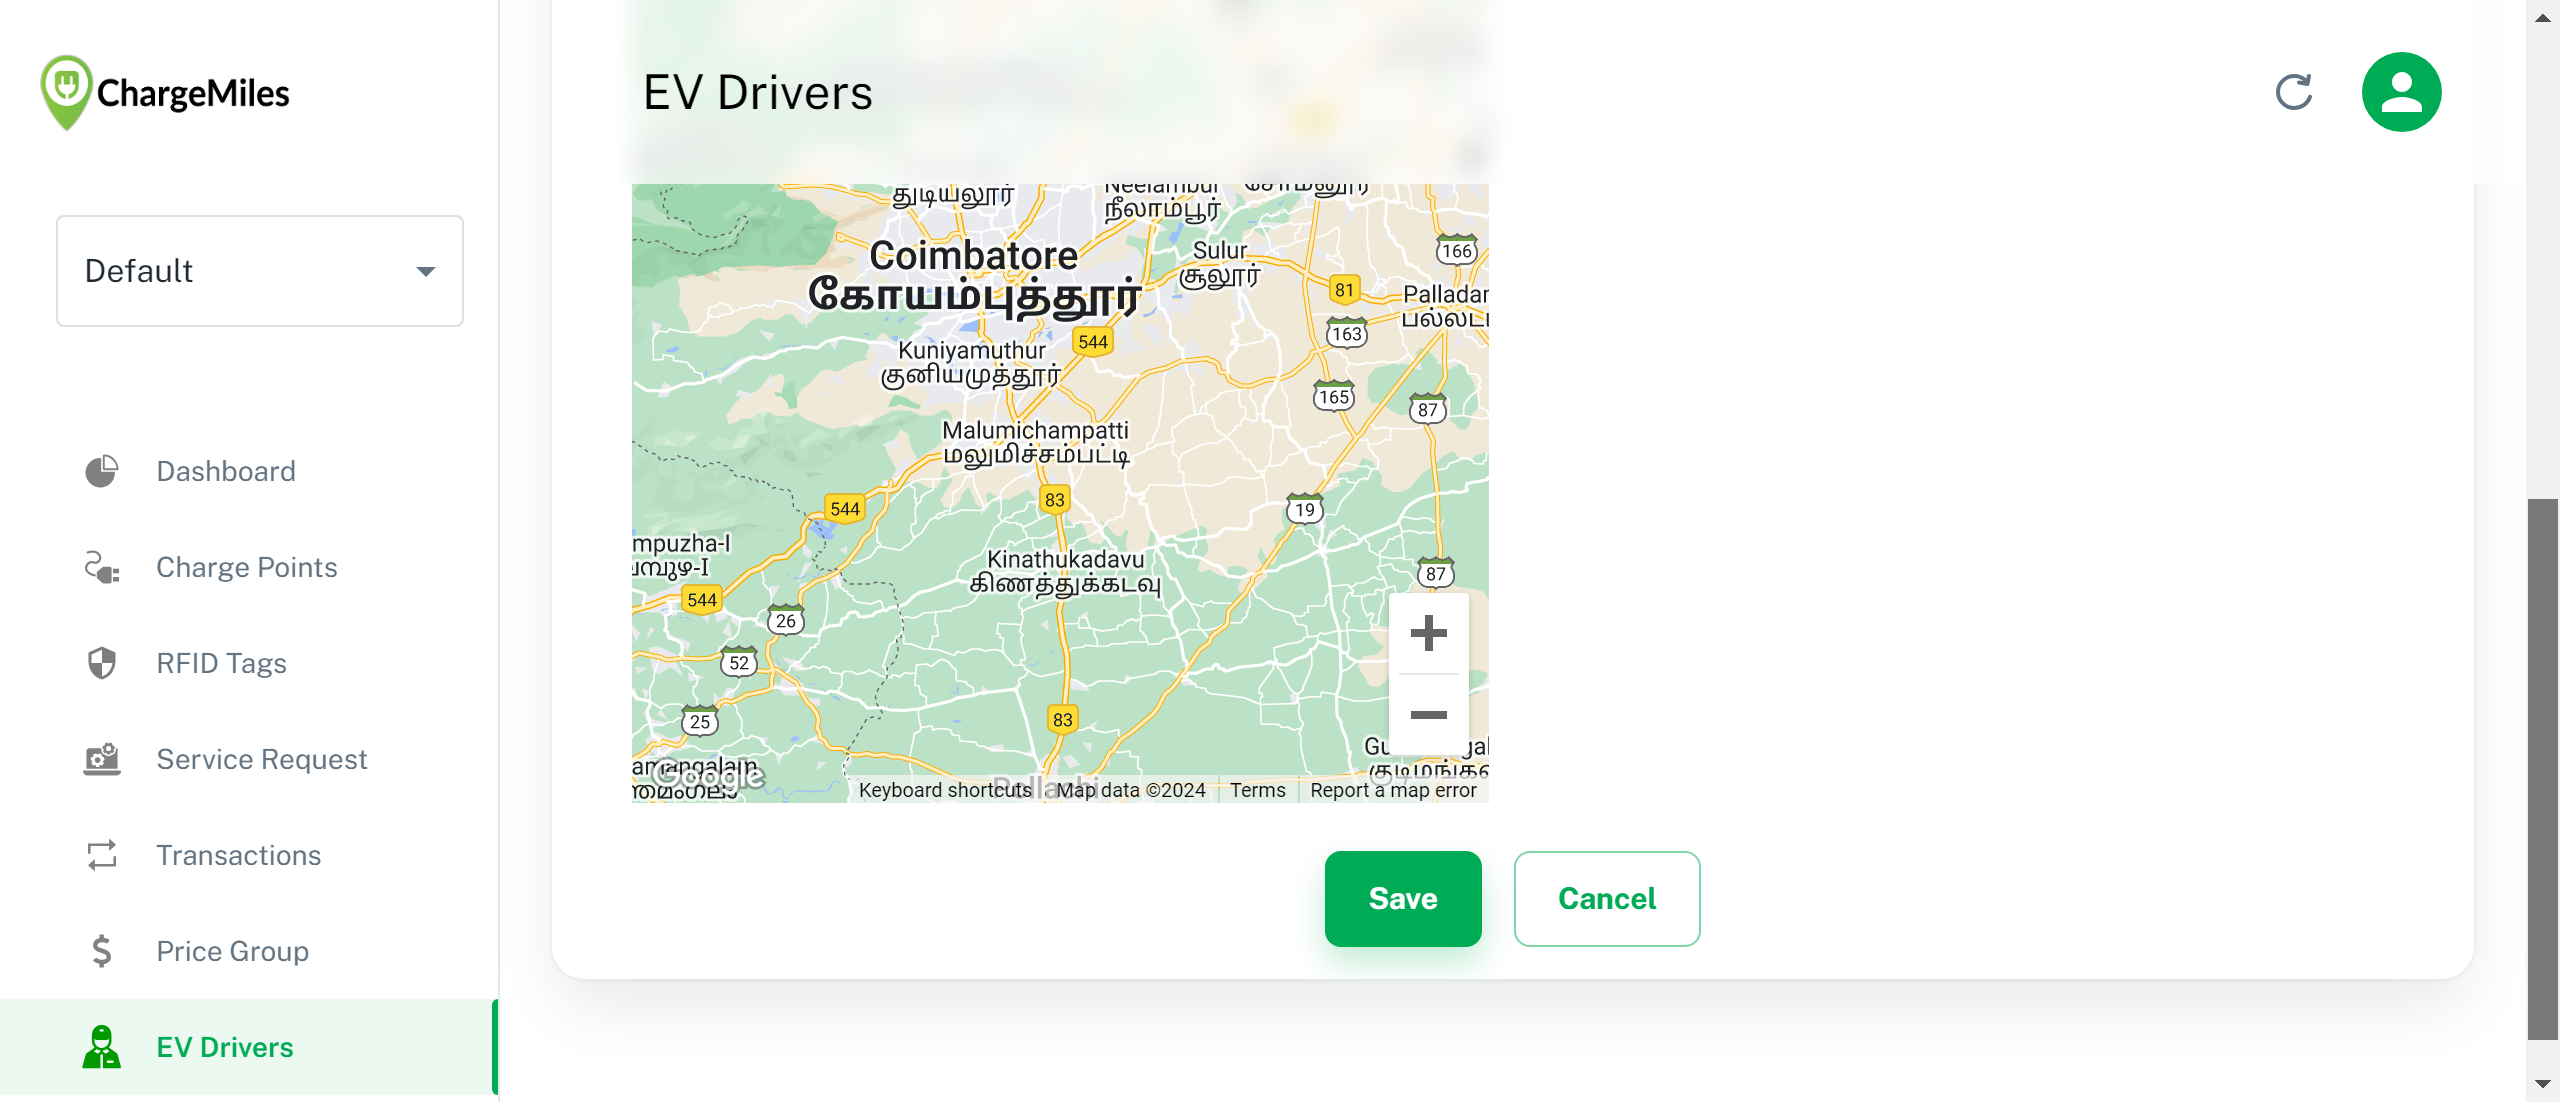 ChargeMiles
Default
Dashboard
Charge Points
RFID Tags
Service Request
Transactions
Price Group
EV Drivers
EV Drivers
துடியலூர்
Neelambur
நீலாம்பூர்
சோமனூர்
Coimbatore
கோயம்புத்தூர்
Sulur
சூலூர்
166
81
Palladar
பல்லட
163
544
Kuniyamuthur
குனியமுத்தூர்
165
87
Malumichampatti
மலுமிச்சம்பட்டி
83
544
19
mpuzha-I
Kinathukadavu
கிணத்துக்கடவு
87
544
26
52
25
83
Google
Pollachi
Keyboard shortcuts
Map data ©2024
Terms
Report a map error
Save
Cancel